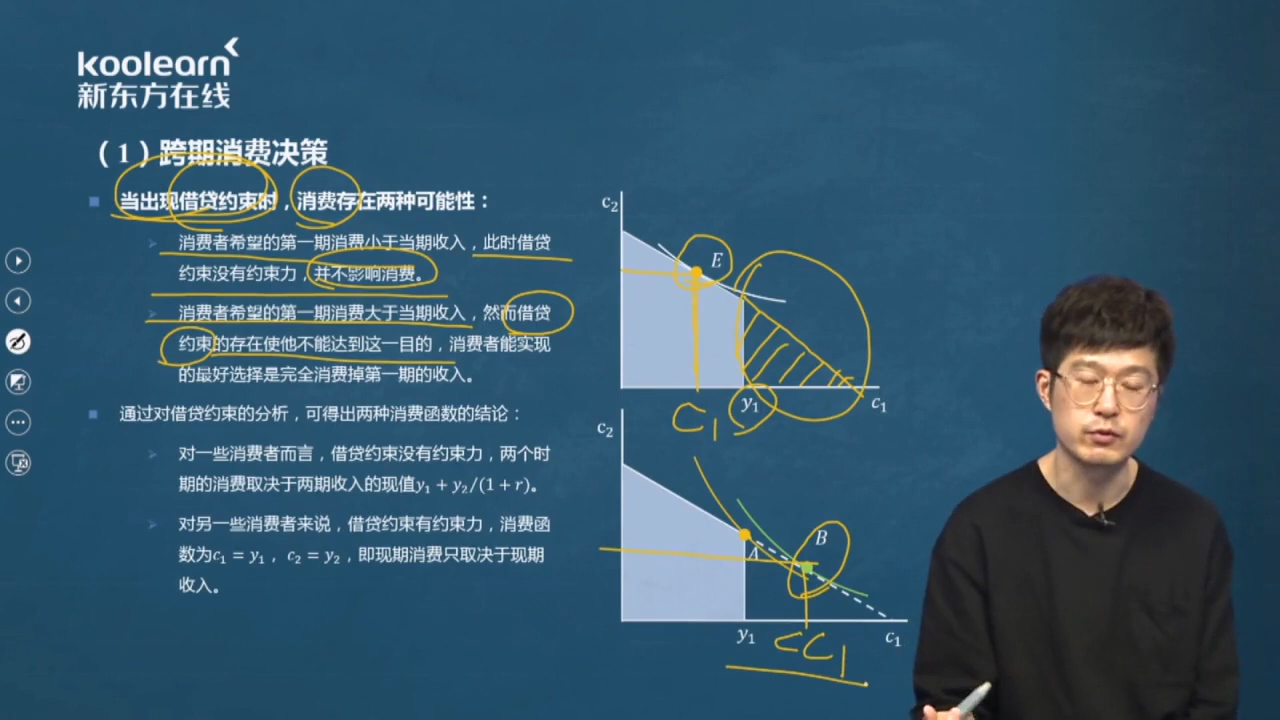 koolearn
新东方在线
（1）跨期消费决策
当出现借贷约束时，消费存在两种可能性：
消费者希望的第一期消费小于当期收入，此时借贷
约束没有约束力，并不影响消费。
消费者希望的第一期消费大于当期收入，然而借贷
约束的存在使他不能达到这一目的，消费者能实现
的最好选择是完全消费掉第一期的收入。
通过对借贷约束的分析，可得出两种消费函数的结论：
对一些消费者而言，借贷约束没有约束力，两个时
期的消费取决于两期收入的现值y₁ + y₂/(1 + r)。
对另一些消费者来说，借贷约束有约束力，消费函
数为c₁ = y₁， c₂ = y₂，即现期消费只取决于现期
收入。
c₂
E
y₁
c₁
C₁
c₂
B
A
y₁
<C₁
c₁